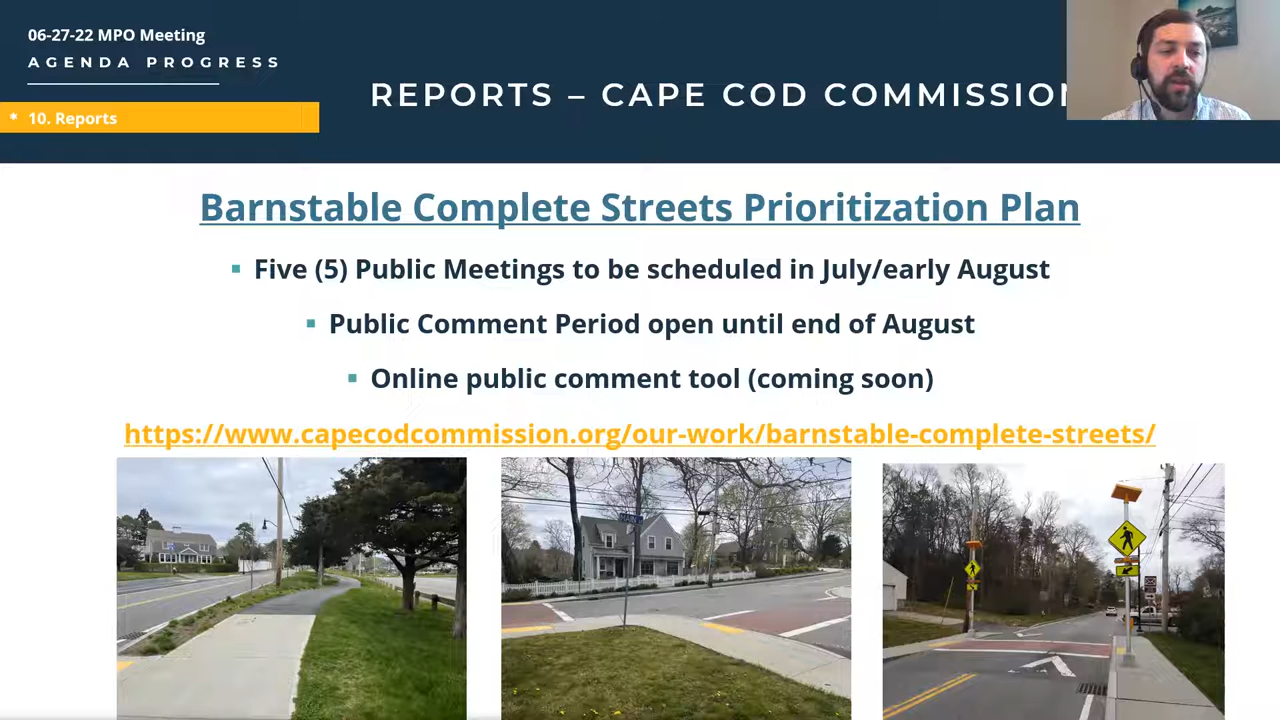 06-27-22 MPO Meeting
AGENDA PROGRESS
* 10. Reports
REPORTS – CAPE COD COMMISSION
Barnstable Complete Streets Prioritization Plan
▪ Five (5) Public Meetings to be scheduled in July/early August
▪ Public Comment Period open until end of August
▪ Online public comment tool (coming soon)
https://www.capecodcommission.org/our-work/barnstable-complete-streets/